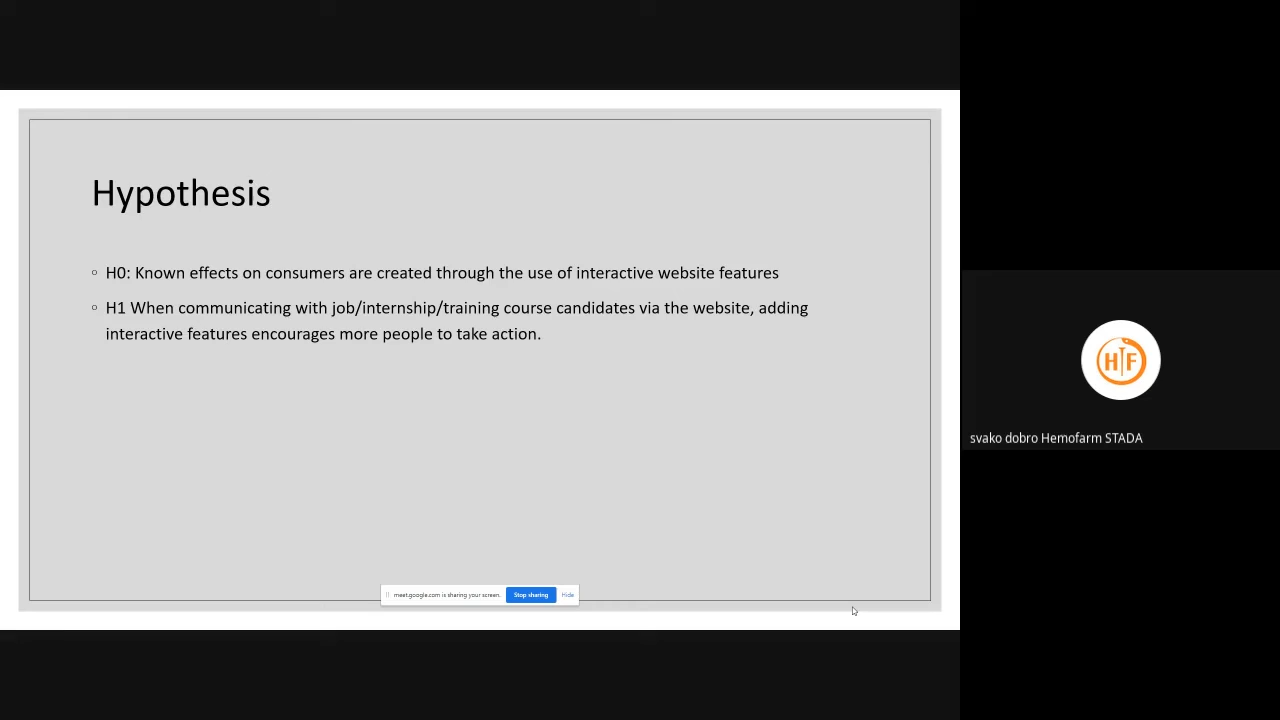 Hypothesis
◦ H0: Known effects on consumers are created through the use of interactive website features
◦ H1 When communicating with job/internship/training course candidates via the website, adding
interactive features encourages more people to take action.
meet.google.com is sharing your screen. Stop sharing Hide
HF
svako dobro Hemofarm STADA